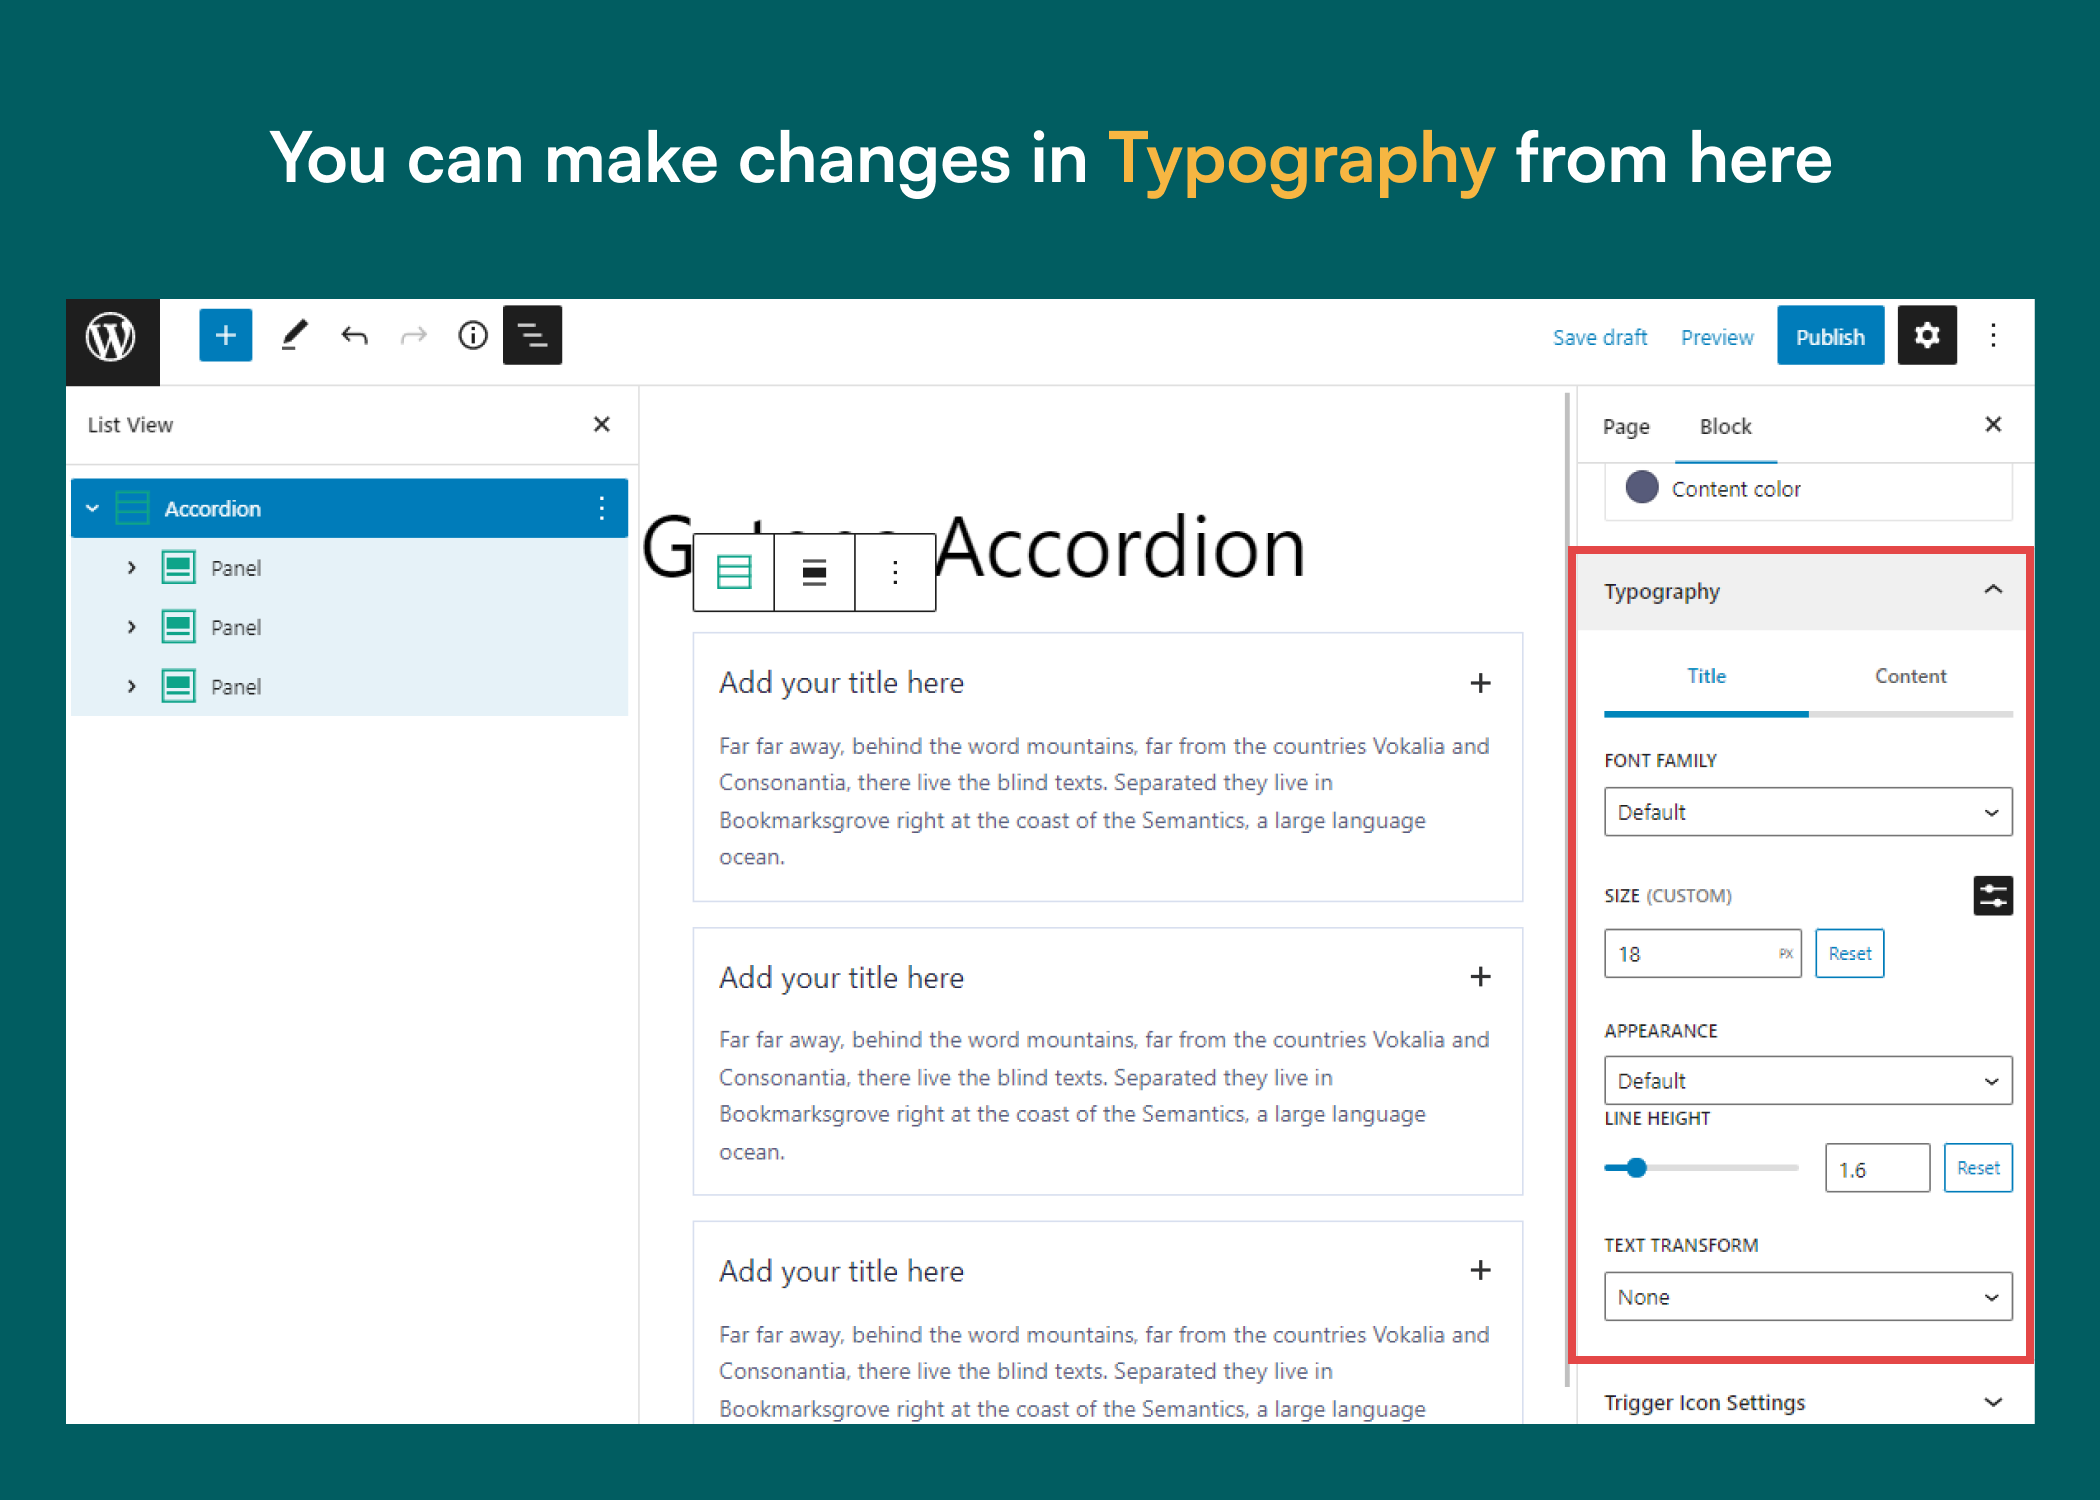 You can make changes in Typography from here
Save draft
Preview
Publish
List View
Page
Block
Accordion
Panel
Panel
Panel
Accordion
Content color
Typography
Title
Content
FONT FAMILY
Default
SIZE (CUSTOM)
18
PX
Reset
APPEARANCE
Default
LINE HEIGHT
1.6
Reset
TEXT TRANSFORM
None
Trigger Icon Settings
Add your title here
Far far away, behind the word mountains, far from the countries Vokalia and
Consonantia, there live the blind texts. Separated they live in
Bookmarksgrove right at the coast of the Semantics, a large language
ocean.
Add your title here
Far far away, behind the word mountains, far from the countries Vokalia and
Consonantia, there live the blind texts. Separated they live in
Bookmarksgrove right at the coast of the Semantics, a large language
ocean.
Add your title here
Far far away, behind the word mountains, far from the countries Vokalia and
Consonantia, there live the blind texts. Separated they live in
Bookmarksgrove right at the coast of the Semantics, a large language